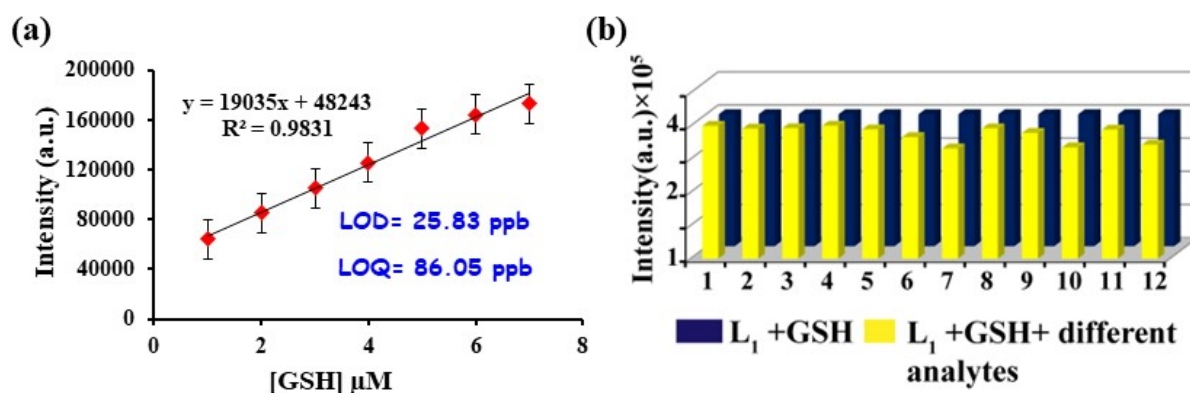 (a)
200000
160000
120000
80000
40000
0
Intensity (a.u.)
y = 19035x + 48243
R² = 0.9831
LOD= 25.83 ppb
LOQ= 86.05 ppb
0 2 4 6 8
[GSH] µM
(b)
Intensity(a.u.)×10⁵
4
2
1
1 2 3 4 5 6 7 8 9 10 11 12
L₁ +GSH L₁ +GSH+ different
analytes